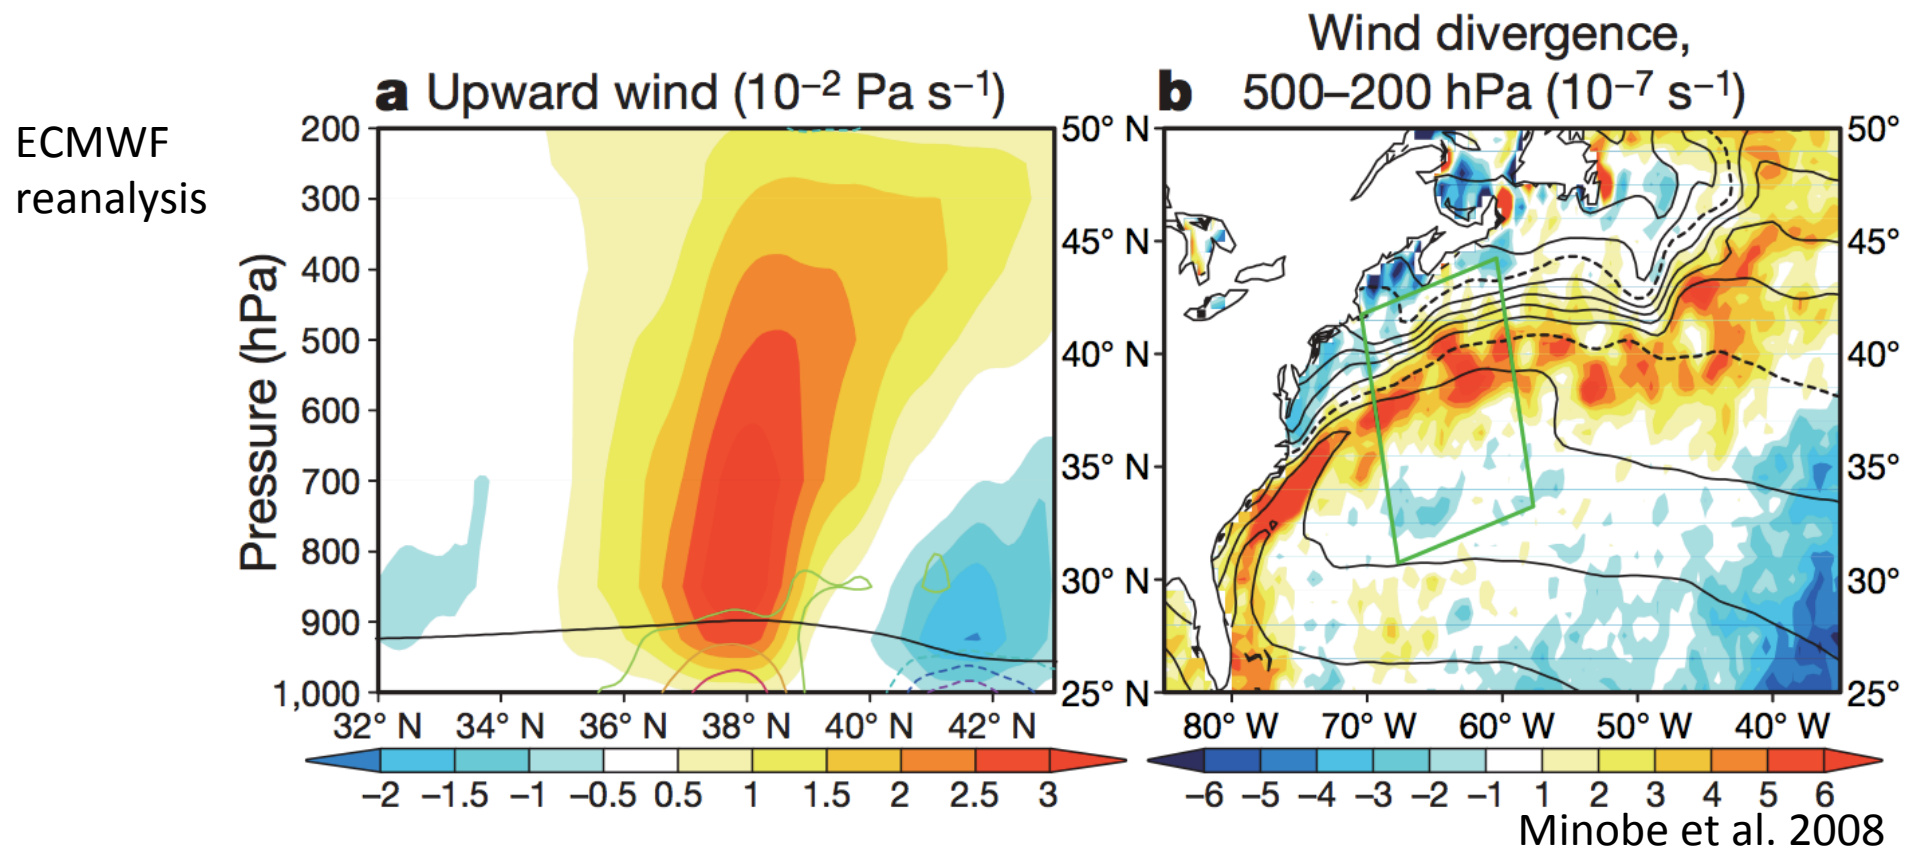 ECMWF
reanalysis
a Upward wind (10−2 Pa s−1)
Wind divergence,
b 500–200 hPa (10−7 s−1)
Pressure (hPa)
200
300
400
500
600
700
800
900
1,000
32° N 34° N 36° N 38° N 40° N 42° N
−2 −1.5 −1 −0.5 0.5 1 1.5 2 2.5 3
50° N
45° N
40° N
35° N
30° N
25° N
50°
45°
40°
35°
30°
25°
80° W 70° W 60° W 50° W 40° W
−6 −5 −4 −3 −2 −1 1 2 3 4 5 6
Minobe et al. 2008